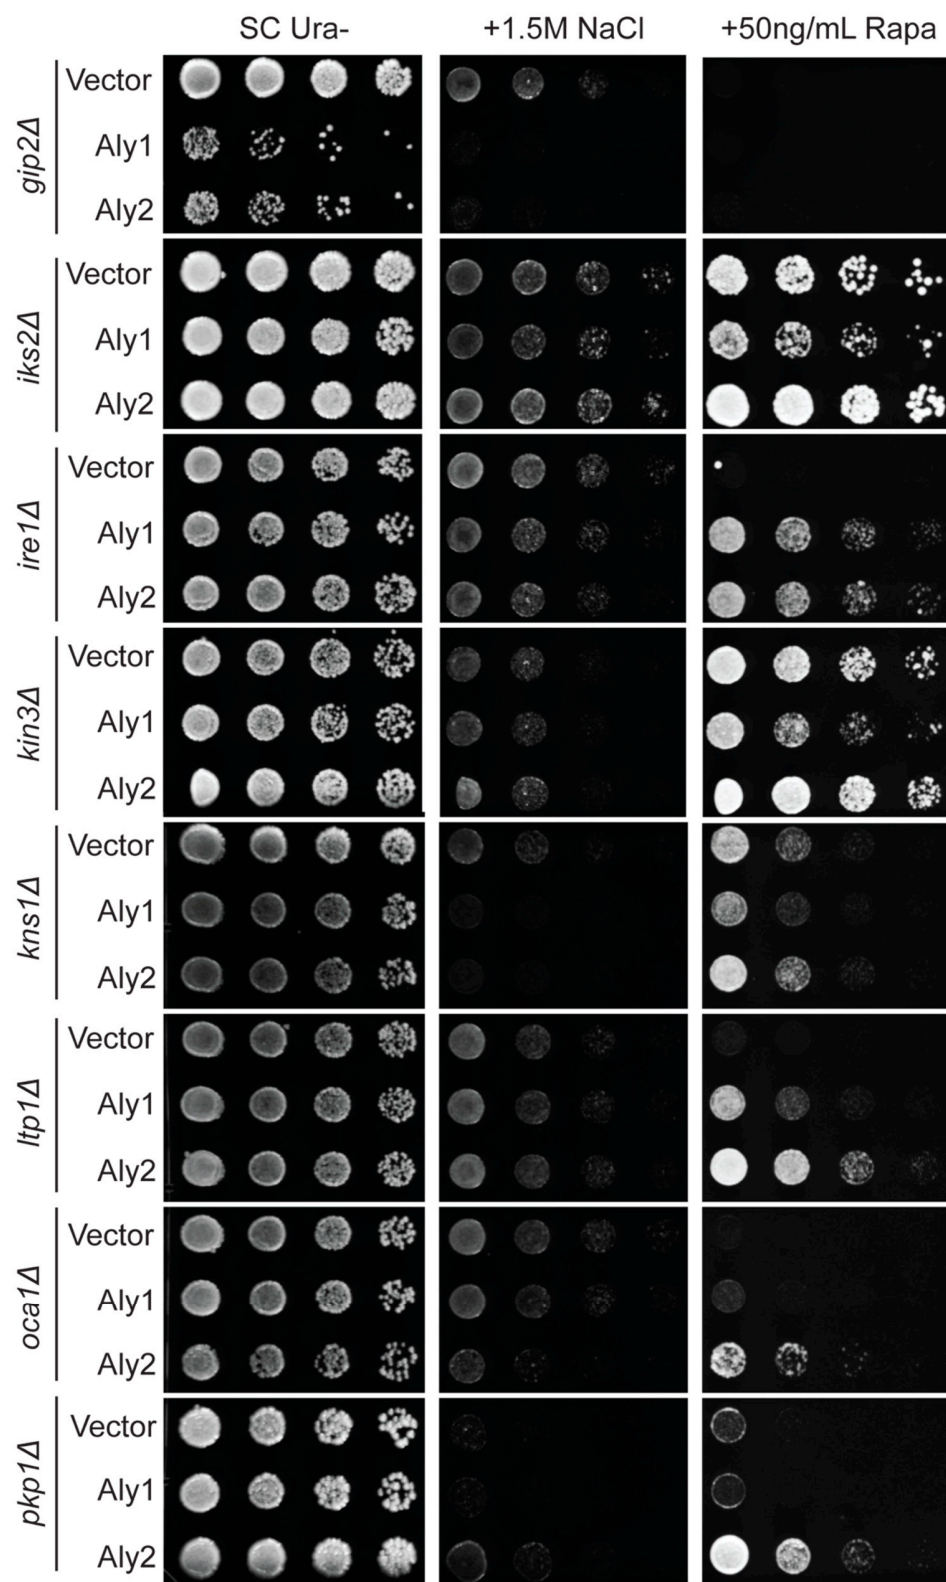 SC Ura- +1.5M NaCl +50ng/mL Rapa
gip2Δ
Vector
Aly1
Aly2
iks2Δ
Vector
Aly1
Aly2
ire1Δ
Vector
Aly1
Aly2
kin3Δ
Vector
Aly1
Aly2
kns1Δ
Vector
Aly1
Aly2
ltp1Δ
Vector
Aly1
Aly2
oca1Δ
Vector
Aly1
Aly2
pkp1Δ
Vector
Aly1
Aly2